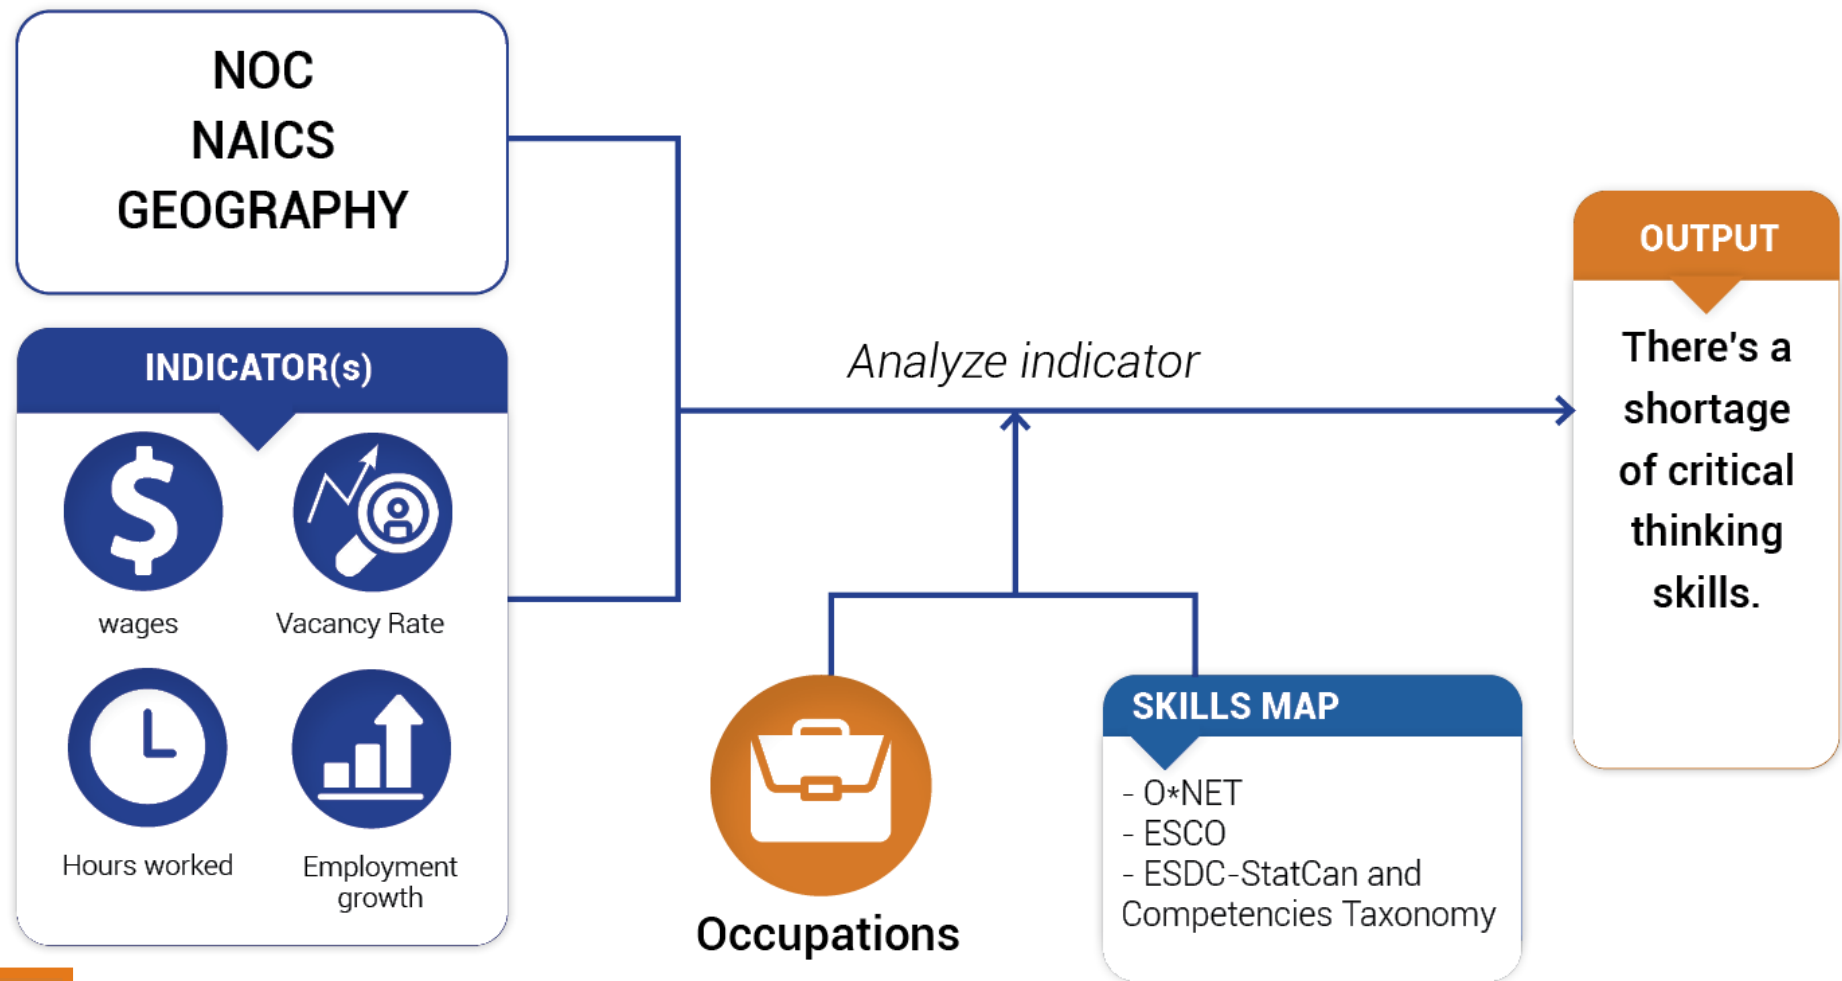 NOC
NAICS
GEOGRAPHY
INDICATOR(s)
wages
Vacancy Rate
Hours worked
Employment
growth
Analyze indicator
Occupations
SKILLS MAP
- O*NET
- ESCO
- ESDC-StatCan and
Competencies Taxonomy
OUTPUT
There's a
shortage
of critical
thinking
skills.